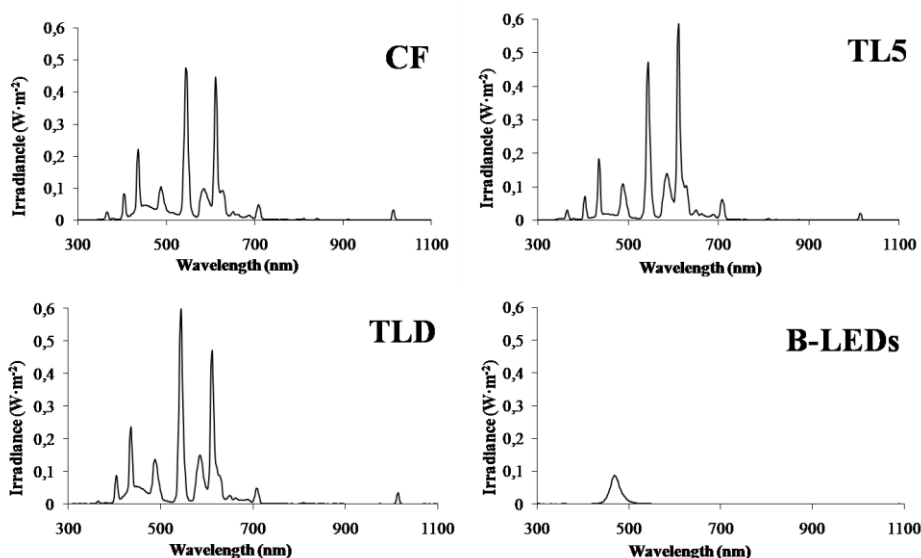 CF
Irradiancie (W·m-2)
0,6
0,5
0,4
0,3
0,2
0,1
0
300 500 700 900 1100
Wavelength (nm)
TL5
Irradiance (W·m-2)
0,6
0,5
0,4
0,3
0,2
0,1
0
300 500 700 900 1100
Wavelength (nm)
TLD
Irradiance (W·m-2)
0,6
0,5
0,4
0,3
0,2
0,1
0
300 500 700 900 1100
Wavelength (nm)
B-LEDs
Irradiance (W·m-2)
0,6
0,5
0,4
0,3
0,2
0,1
0
300 500 700 900 1100
Wavelength (nm)